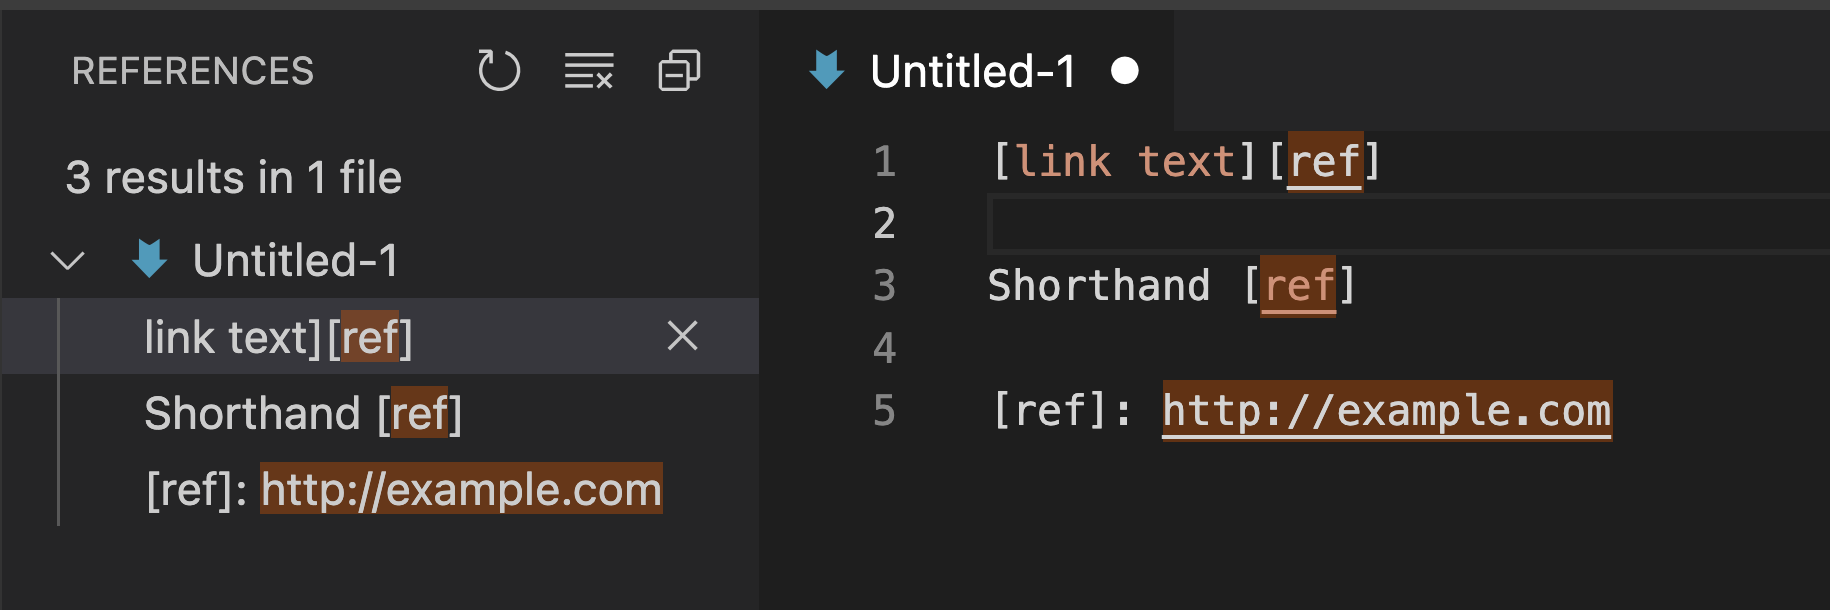 REFERENCES
3 results in 1 file
Untitled-1
link text][ref]
Shorthand [ref]
[ref]: http://example.com
Untitled-1
1 [link text][ref]
2
3 Shorthand [ref]
4
5 [ref]: http://example.com